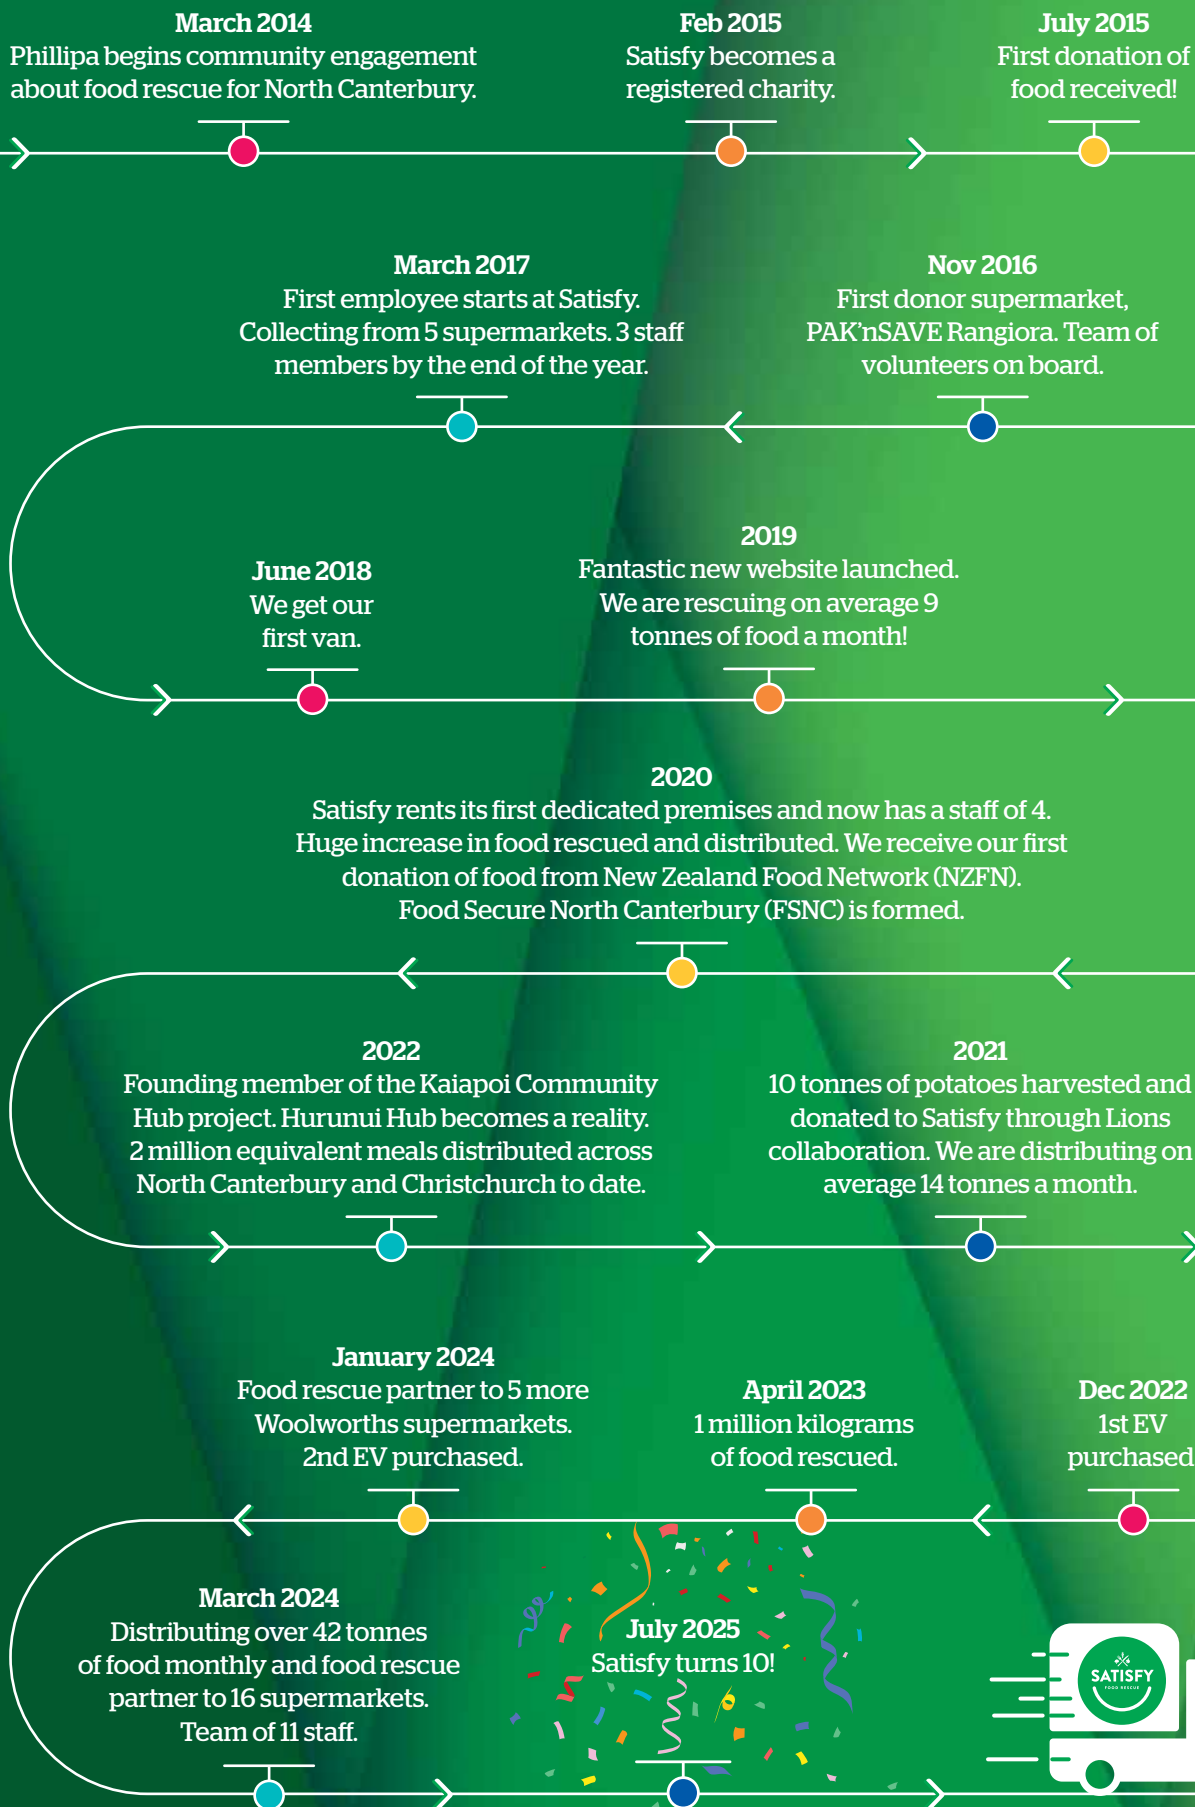 March 2014
Phillipa begins community engagement
about food rescue for North Canterbury.
Feb 2015
Satisfy becomes a
registered charity.
July 2015
First donation of
food received!
Nov 2016
First donor supermarket,
PAK'nSAVE Rangiora. Team of
volunteers on board.
March 2017
First employee starts at Satisfy.
Collecting from 5 supermarkets. 3 staff
members by the end of the year.
June 2018
We get our
first van.
2019
Fantastic new website launched.
We are rescuing on average 9
tonnes of food a month!
2020
Satisfy rents its first dedicated premises and now has a staff of 4.
Huge increase in food rescued and distributed. We receive our first
donation of food from New Zealand Food Network (NZFN).
Food Secure North Canterbury (FSNC) is formed.
2021
10 tonnes of potatoes harvested and
donated to Satisfy through Lions
collaboration. We are distributing on
average 14 tonnes a month.
2022
Founding member of the Kaiapoi Community
Hub project. Hurunui Hub becomes a reality.
2 million equivalent meals distributed across
North Canterbury and Christchurch to date.
Dec 2022
1st EV
purchased
April 2023
1 million kilograms
of food rescued.
January 2024
Food rescue partner to 5 more
Woolworths supermarkets.
2nd EV purchased.
March 2024
Distributing over 42 tonnes
of food monthly and food rescue
partner to 16 supermarkets.
Team of 11 staff.
July 2025
Satisfy turns 10!
SATISFY
FOOD RESCUE